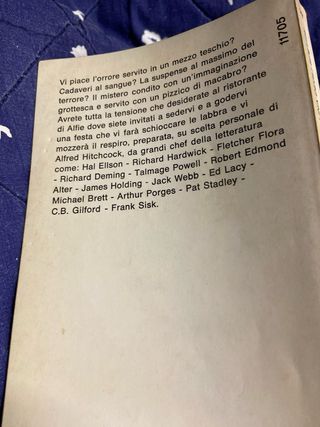 Vi piace l'orrore servito in un mezzo teschio?
Cadaveri al sangue? La suspense al massimo del
terrore? Il mistero condito con un'immaginazione
grottesca e servito con un pizzico di macabro?
Avrete tutta la tensione che desiderate al ristorante
di Alfie dove siete invitati a sedervi e a godervi
una festa che vi farà schioccare le labbra e vi
mozzerà il respiro, preparata, su scelta personale di
Alfred Hitchcock, da grandi chef della letteratura
come: Hal Ellson - Richard Hardwick - Fletcher Flora
- Richard Deming - Talmage Powell - Robert Edmond
Alter - James Holding - Jack Webb - Ed Lacy -
Michael Brett - Arthur Porges - Pat Stadley -
C.B. Gilford - Frank Sisk.
11705